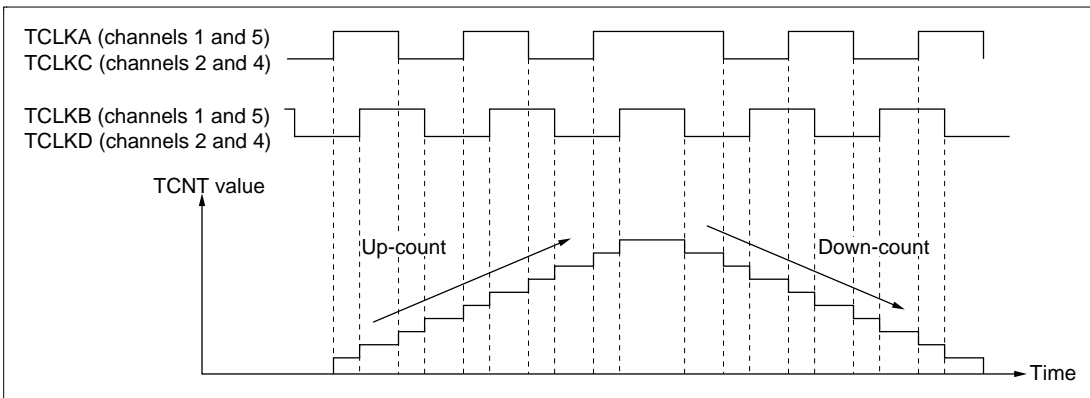 TCLKA (channels 1 and 5)
TCLKC (channels 2 and 4)
TCLKB (channels 1 and 5)
TCLKD (channels 2 and 4)
TCNT value
Up-count
Down-count
Time